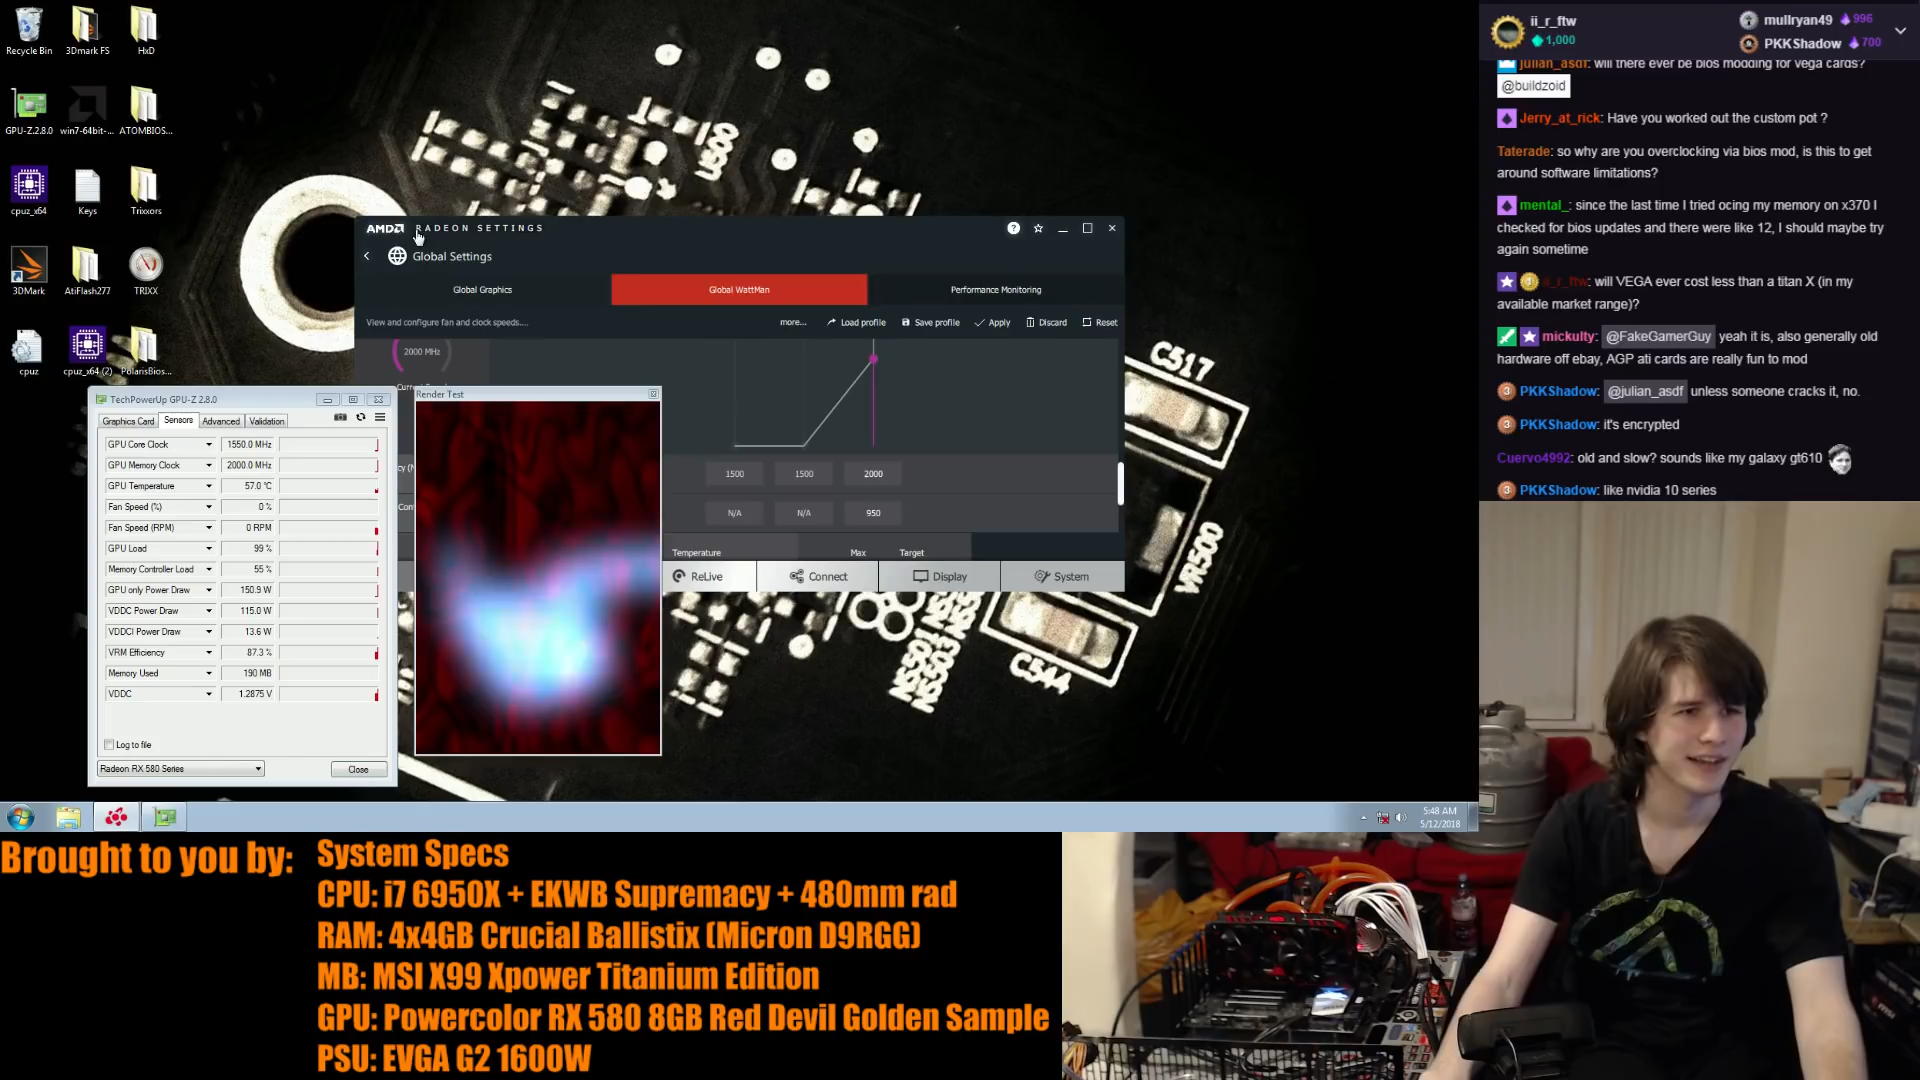 Recycle Bin
3Dmark FS
HxD
GPU-Z.2.8.0
win7-64bit-...
ATOMBIOS...
cpuz_x64
Keys
Trixxors
3DMark
AtiFlash277
TRIXX
cpuz
cpuz_x64 (2)
PolarisBios...
U500
C517
VR500
C544
NS501
NS503
NS502
AMD
RADEON SETTINGS
Global Settings
Global Graphics
Global WattMan
Performance Monitoring
View and configure fan and clock speeds....
more...
Load profile
Save profile
Apply
Discard
Reset
2000 MHz
1500
1500
2000
N/A
N/A
950
Temperature
Max
Target
ReLive
Connect
Display
System
TechPowerUp GPU-Z 2.8.0
Graphics Card
Sensors
Advanced
Validation
GPU Core Clock 1550.0 MHz
GPU Memory Clock 2000.0 MHz
GPU Temperature 57.0 °C
Fan Speed (%) 0 %
Fan Speed (RPM) 0 RPM
GPU Load 99 %
Memory Controller Load 55 %
GPU only Power Draw 150.9 W
VDDC Power Draw 115.0 W
VDDCI Power Draw 13.6 W
VRM Efficiency 87.3 %
Memory Used 190 MB
VDDC 1.2875 V
Log to file
Radeon RX 580 Series
Close
Render Test
5:48 AM
5/12/2018
ii_r_ftw
1,000
mullryan49 996
PKKShadow 700
julian_asdf: will there ever be bios modding for vega cards?
@buildzoid
Jerry_at_rick: Have you worked out the custom pot ?
Taterade: so why are you overclocking via bios mod, is this to get
around software limitations?
mental_: since the last time I tried ocing my memory on x370 I
checked for bios updates and there were like 12, I should maybe try
again sometime
ii_r_ftw: will VEGA ever cost less than a titan X (in my
available market range)?
mickulty: @FakeGamerGuy yeah it is, also generally old
hardware off ebay, AGP ati cards are really fun to mod
PKKShadow: @julian_asdf unless someone cracks it, no.
PKKShadow: it's encrypted
Cuervo4992: old and slow? sounds like my galaxy gt610
PKKShadow: like nvidia 10 series
Brought to you by:
System Specs
CPU: i7 6950X + EKWB Supremacy + 480mm rad
RAM: 4x4GB Crucial Ballistix (Micron D9RGG)
MB: MSI X99 Xpower Titanium Edition
GPU: Powercolor RX 580 8GB Red Devil Golden Sample
PSU: EVGA G2 1600W